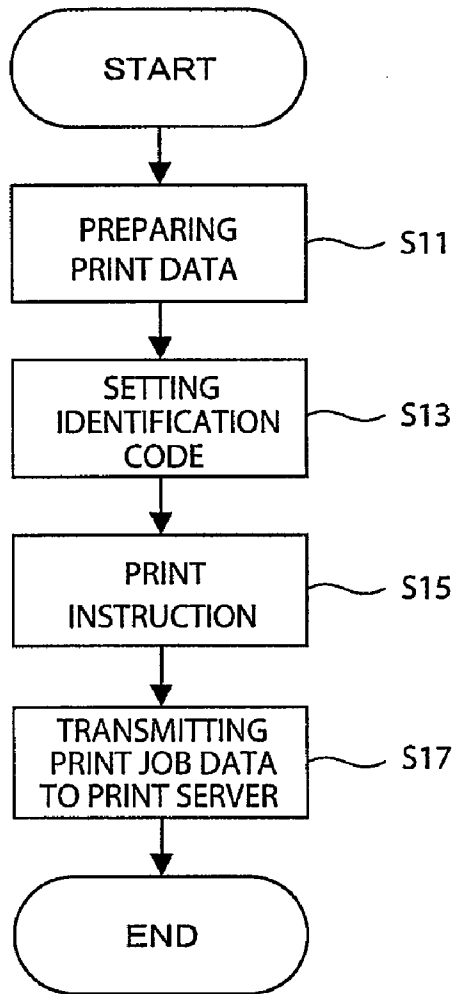 START
PREPARING
PRINT DATA
S11
SETTING
IDENTIFICATION
CODE
S13
PRINT
INSTRUCTION
S15
TRANSMITTING
PRINT JOB DATA
TO PRINT SERVER
S17
END